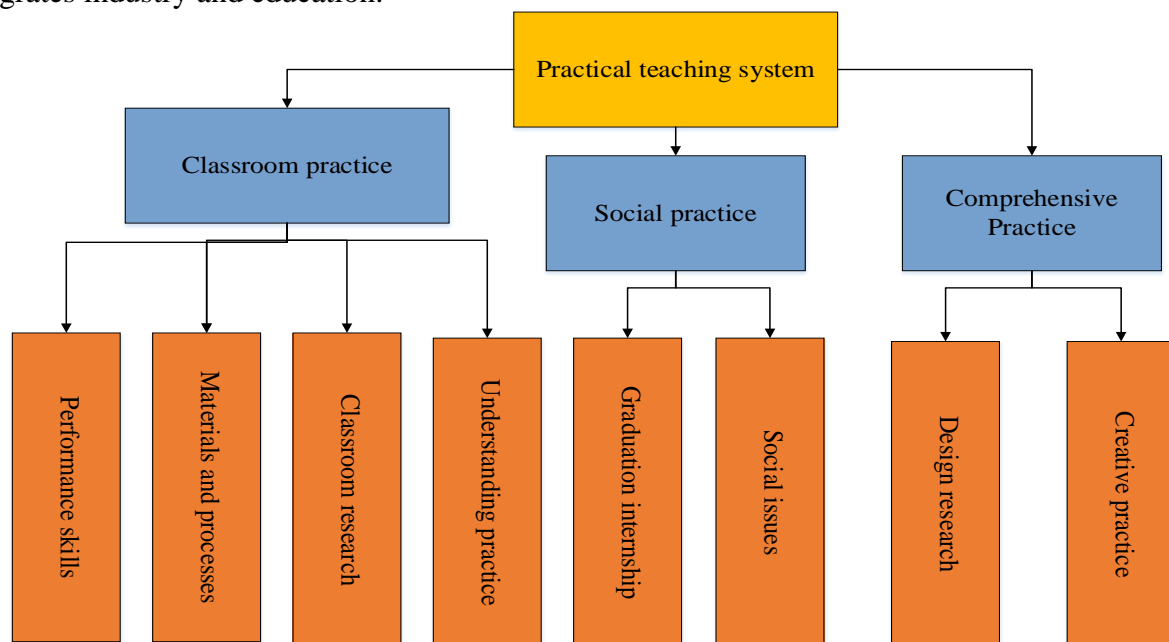 grates industry and education.
Practical teaching system
Classroom practice
Social practice
Comprehensive
Practice
Performance skills
Materials and processes
Classroom research
Understanding practice
Graduation internship
Social issues
Design research
Creative practice